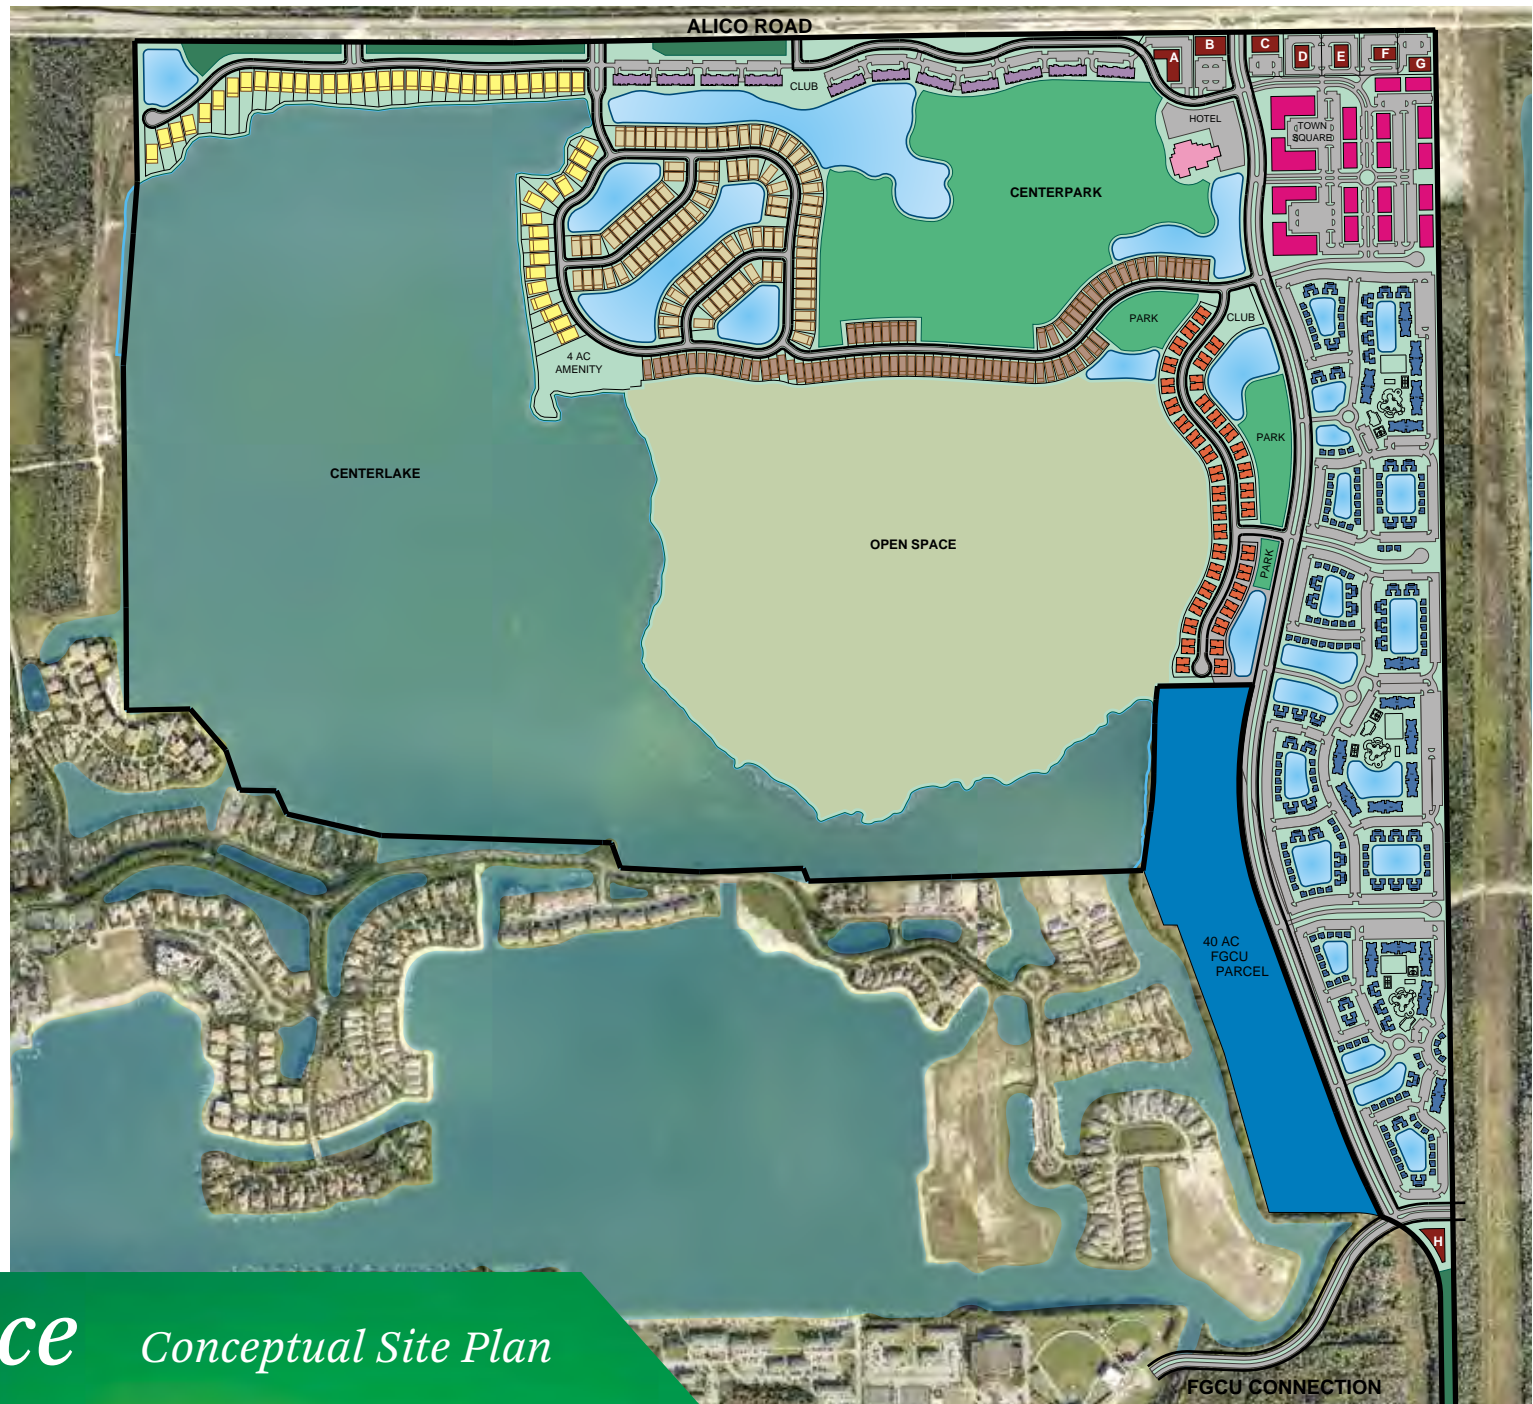 ALICO ROAD
A
B
C
D
E
F
G
CLUB
HOTEL
TOWN
SQUARE
CENTERPARK
PARK
CLUB
4 AC
AMENITY
PARK
CENTERLAKE
OPEN SPACE
PARK
40 AC
FGCU
PARCEL
H
ce Conceptual Site Plan
FGCU CONNECTION